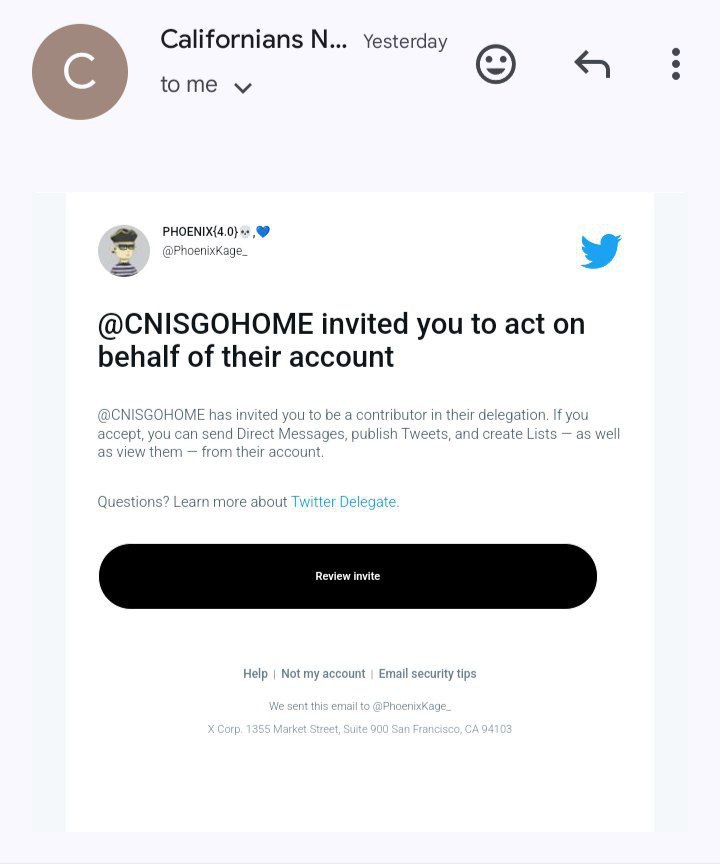 C
Californians N... Yesterday
to me
PHOENIX{4.0}💀,💙
@PhoenixKage_
@CNISGOHOME invited you to act on
behalf of their account
@CNISGOHOME has invited you to be a contributor in their delegation. If you
accept, you can send Direct Messages, publish Tweets, and create Lists — as well
as view them — from their account.
Questions? Learn more about Twitter Delegate.
Review invite
Help | Not my account | Email security tips
We sent this email to @PhoenixKage_
X Corp. 1355 Market Street, Suite 900 San Francisco, CA 94103